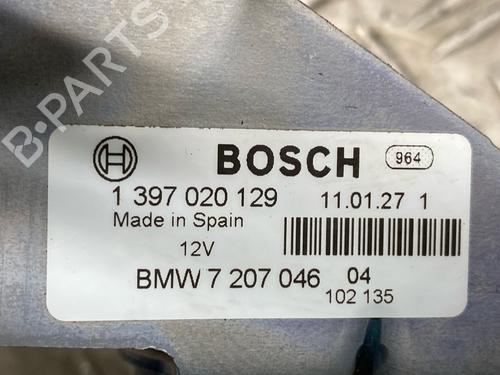 B-PARTS
BOSCH 964
1 397 020 129 11.01.27 1
Made in Spain
12V
BMW 7 207 046 04
102 135